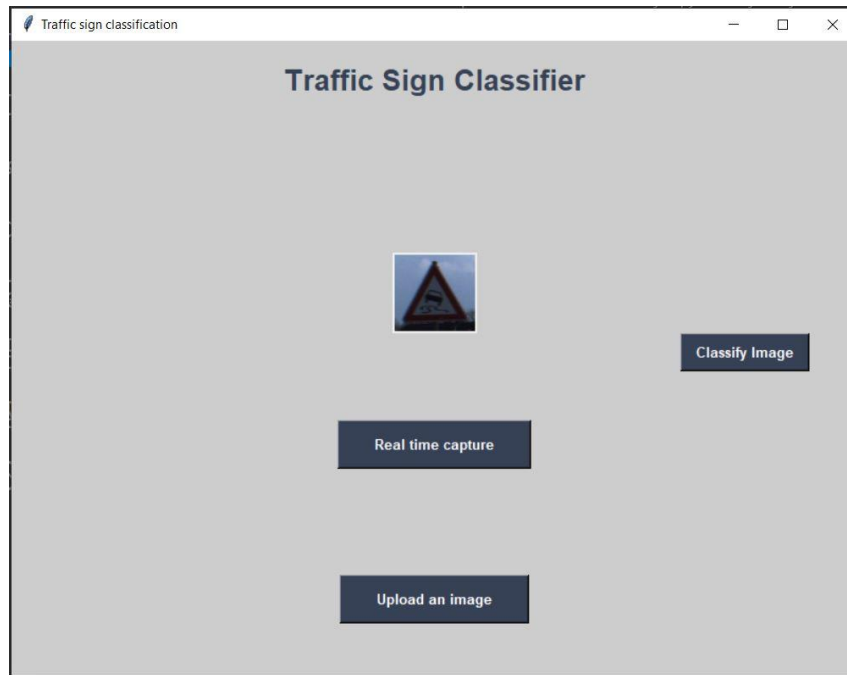 Traffic sign classification
Traffic Sign Classifier
Classify Image
Real time capture
Upload an image